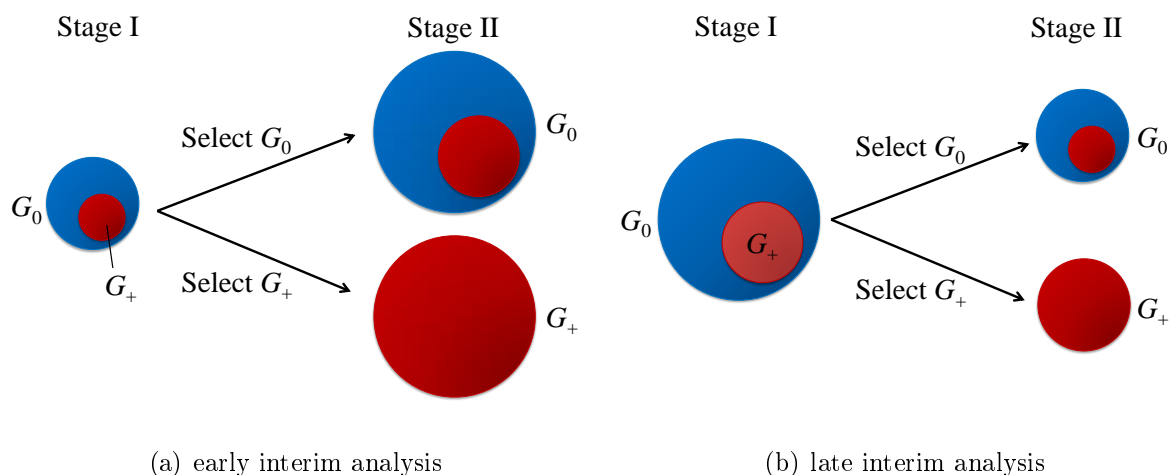 Stage I
Stage II
Select G₀
G₀
G₀
G₊
Select G₊
G₊
(a) early interim analysis
Stage I
Stage II
Select G₀
G₀
G₀
G₊
Select G₊
G₊
(b) late interim analysis